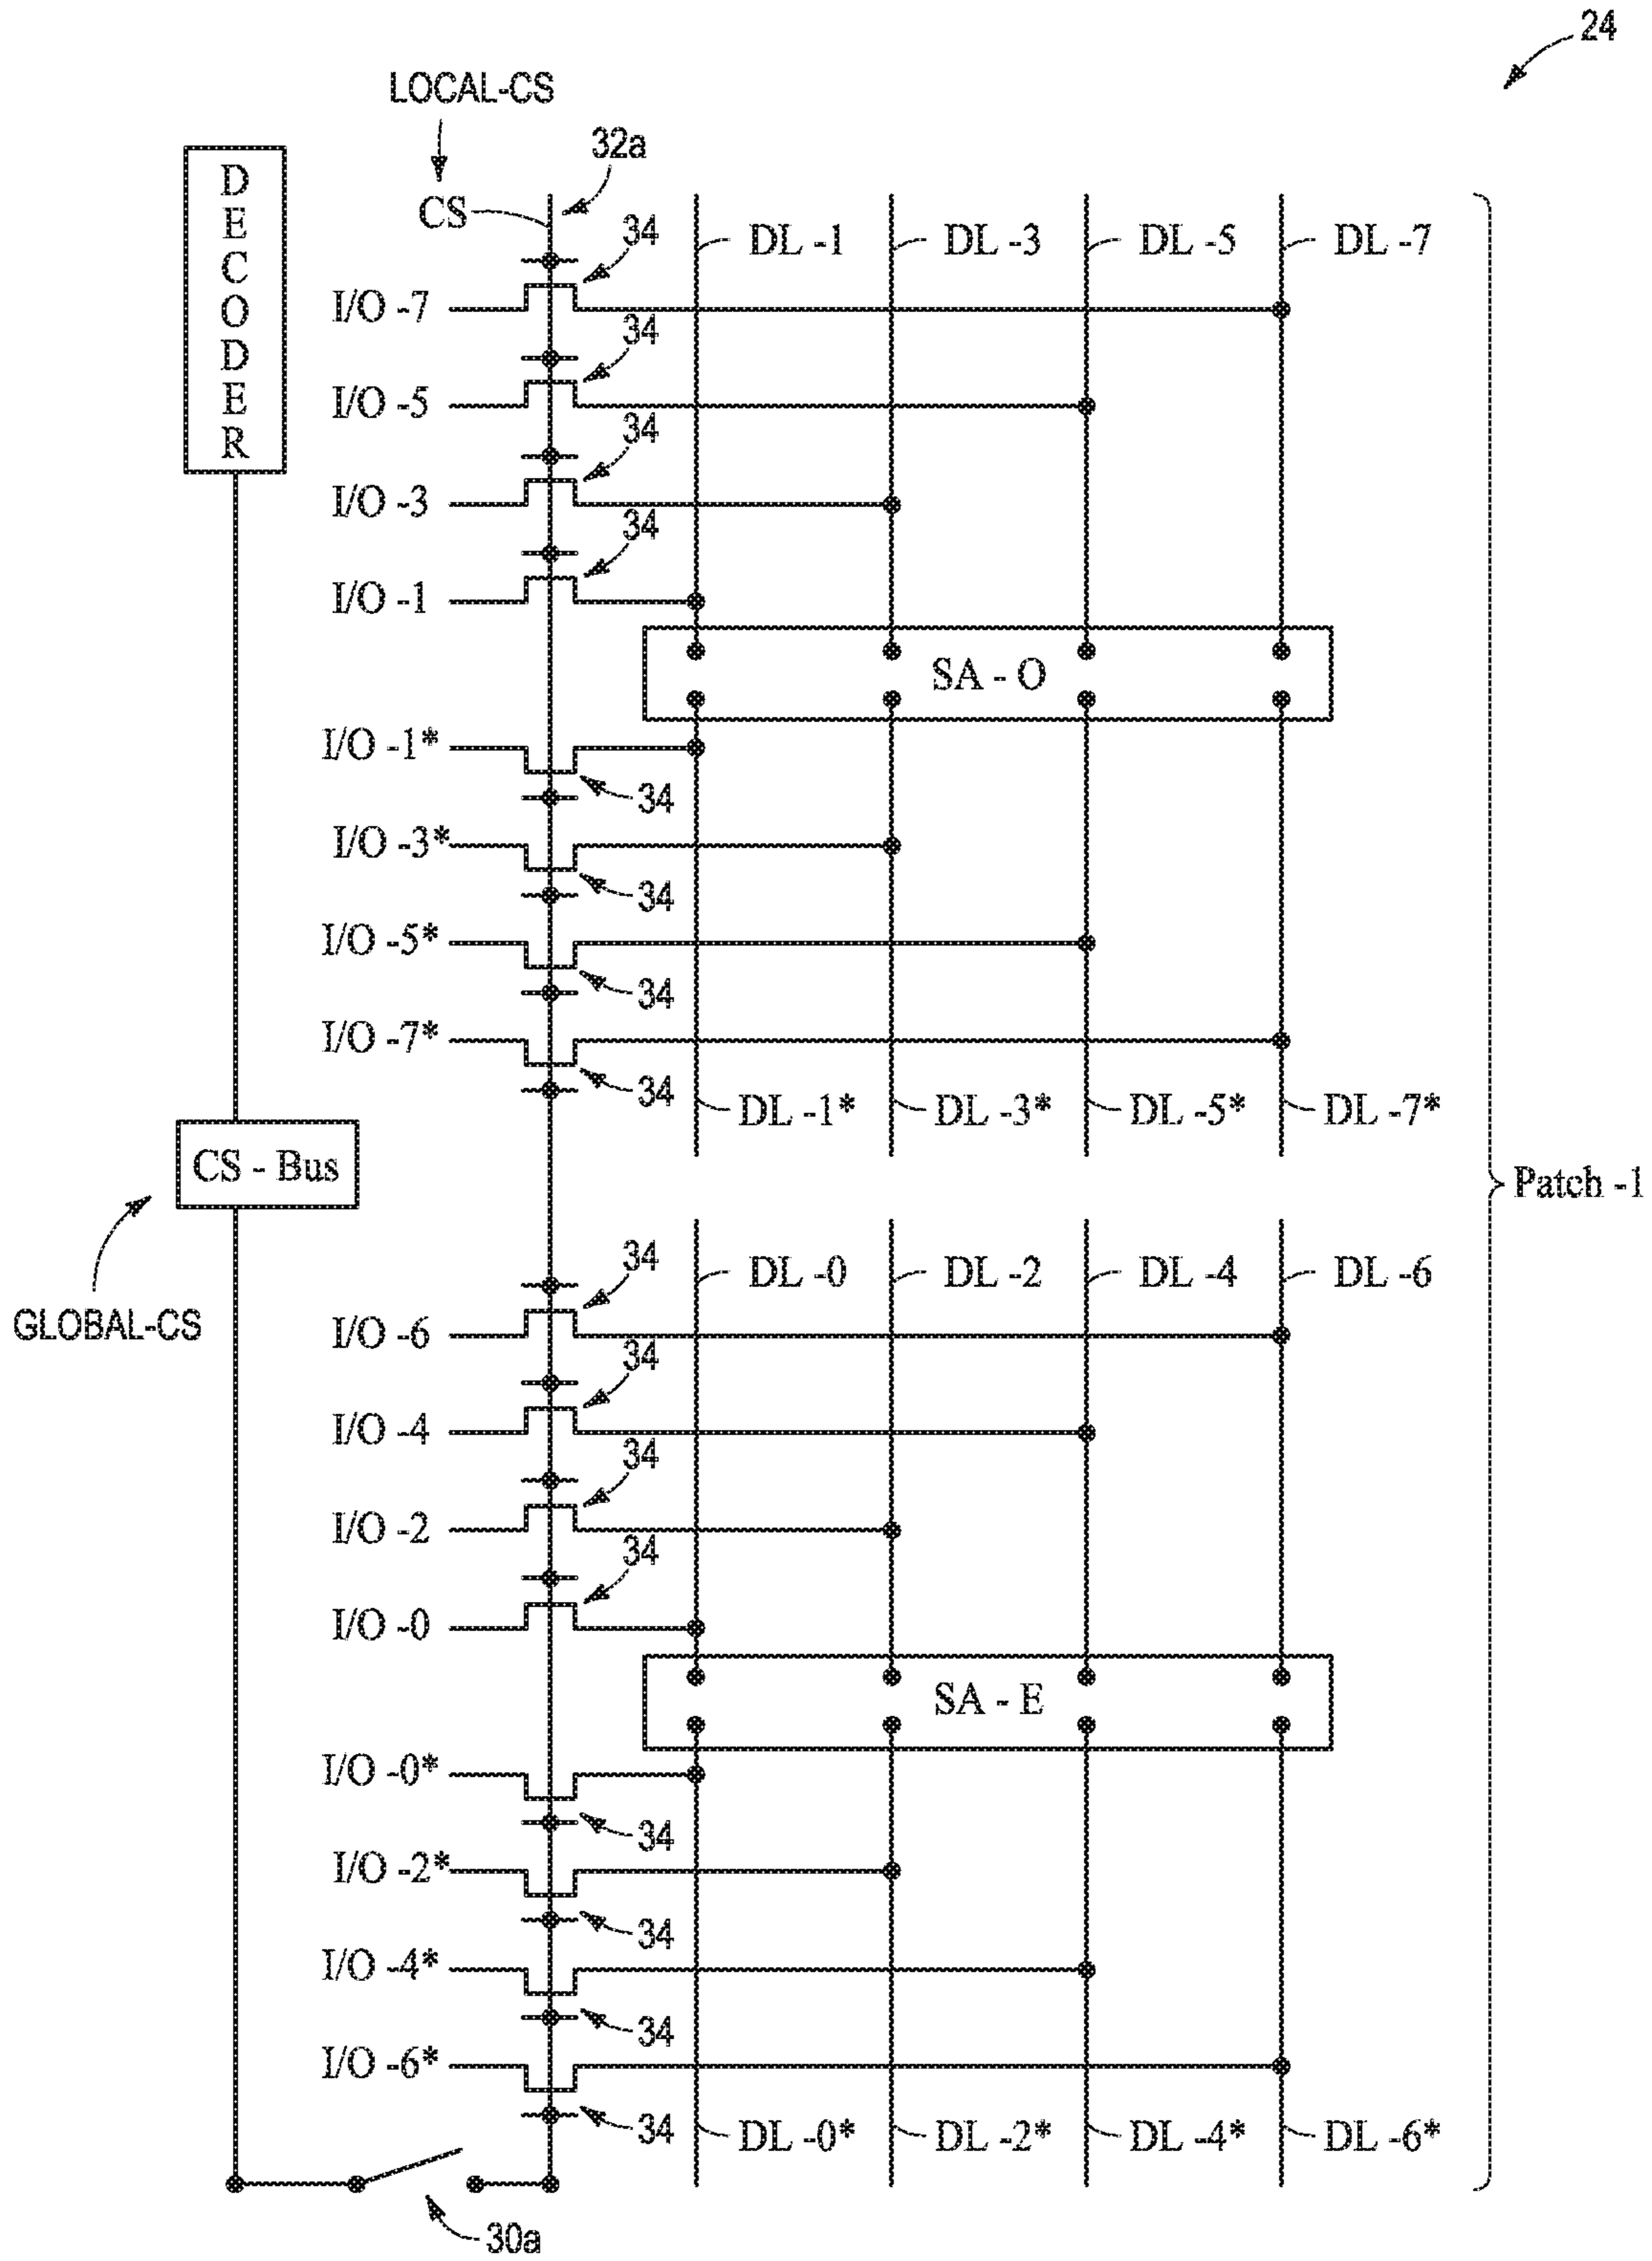 24
LOCAL-CS
32a
DECODER
CS
34
DL -1
DL -3
DL -5
DL -7
I/O -7
34
I/O -5
34
I/O -3
34
I/O -1
SA - O
I/O -1*
34
I/O -3*
34
I/O -5*
34
I/O -7*
34
DL -1*
DL -3*
DL -5*
DL -7*
CS - Bus
Patch -1
GLOBAL-CS
34
DL -0
DL -2
DL -4
DL -6
I/O -6
34
I/O -4
34
I/O -2
34
I/O -0
SA - E
I/O -0*
34
I/O -2*
34
I/O -4*
34
I/O -6*
34
DL -0*
DL -2*
DL -4*
DL -6*
30a